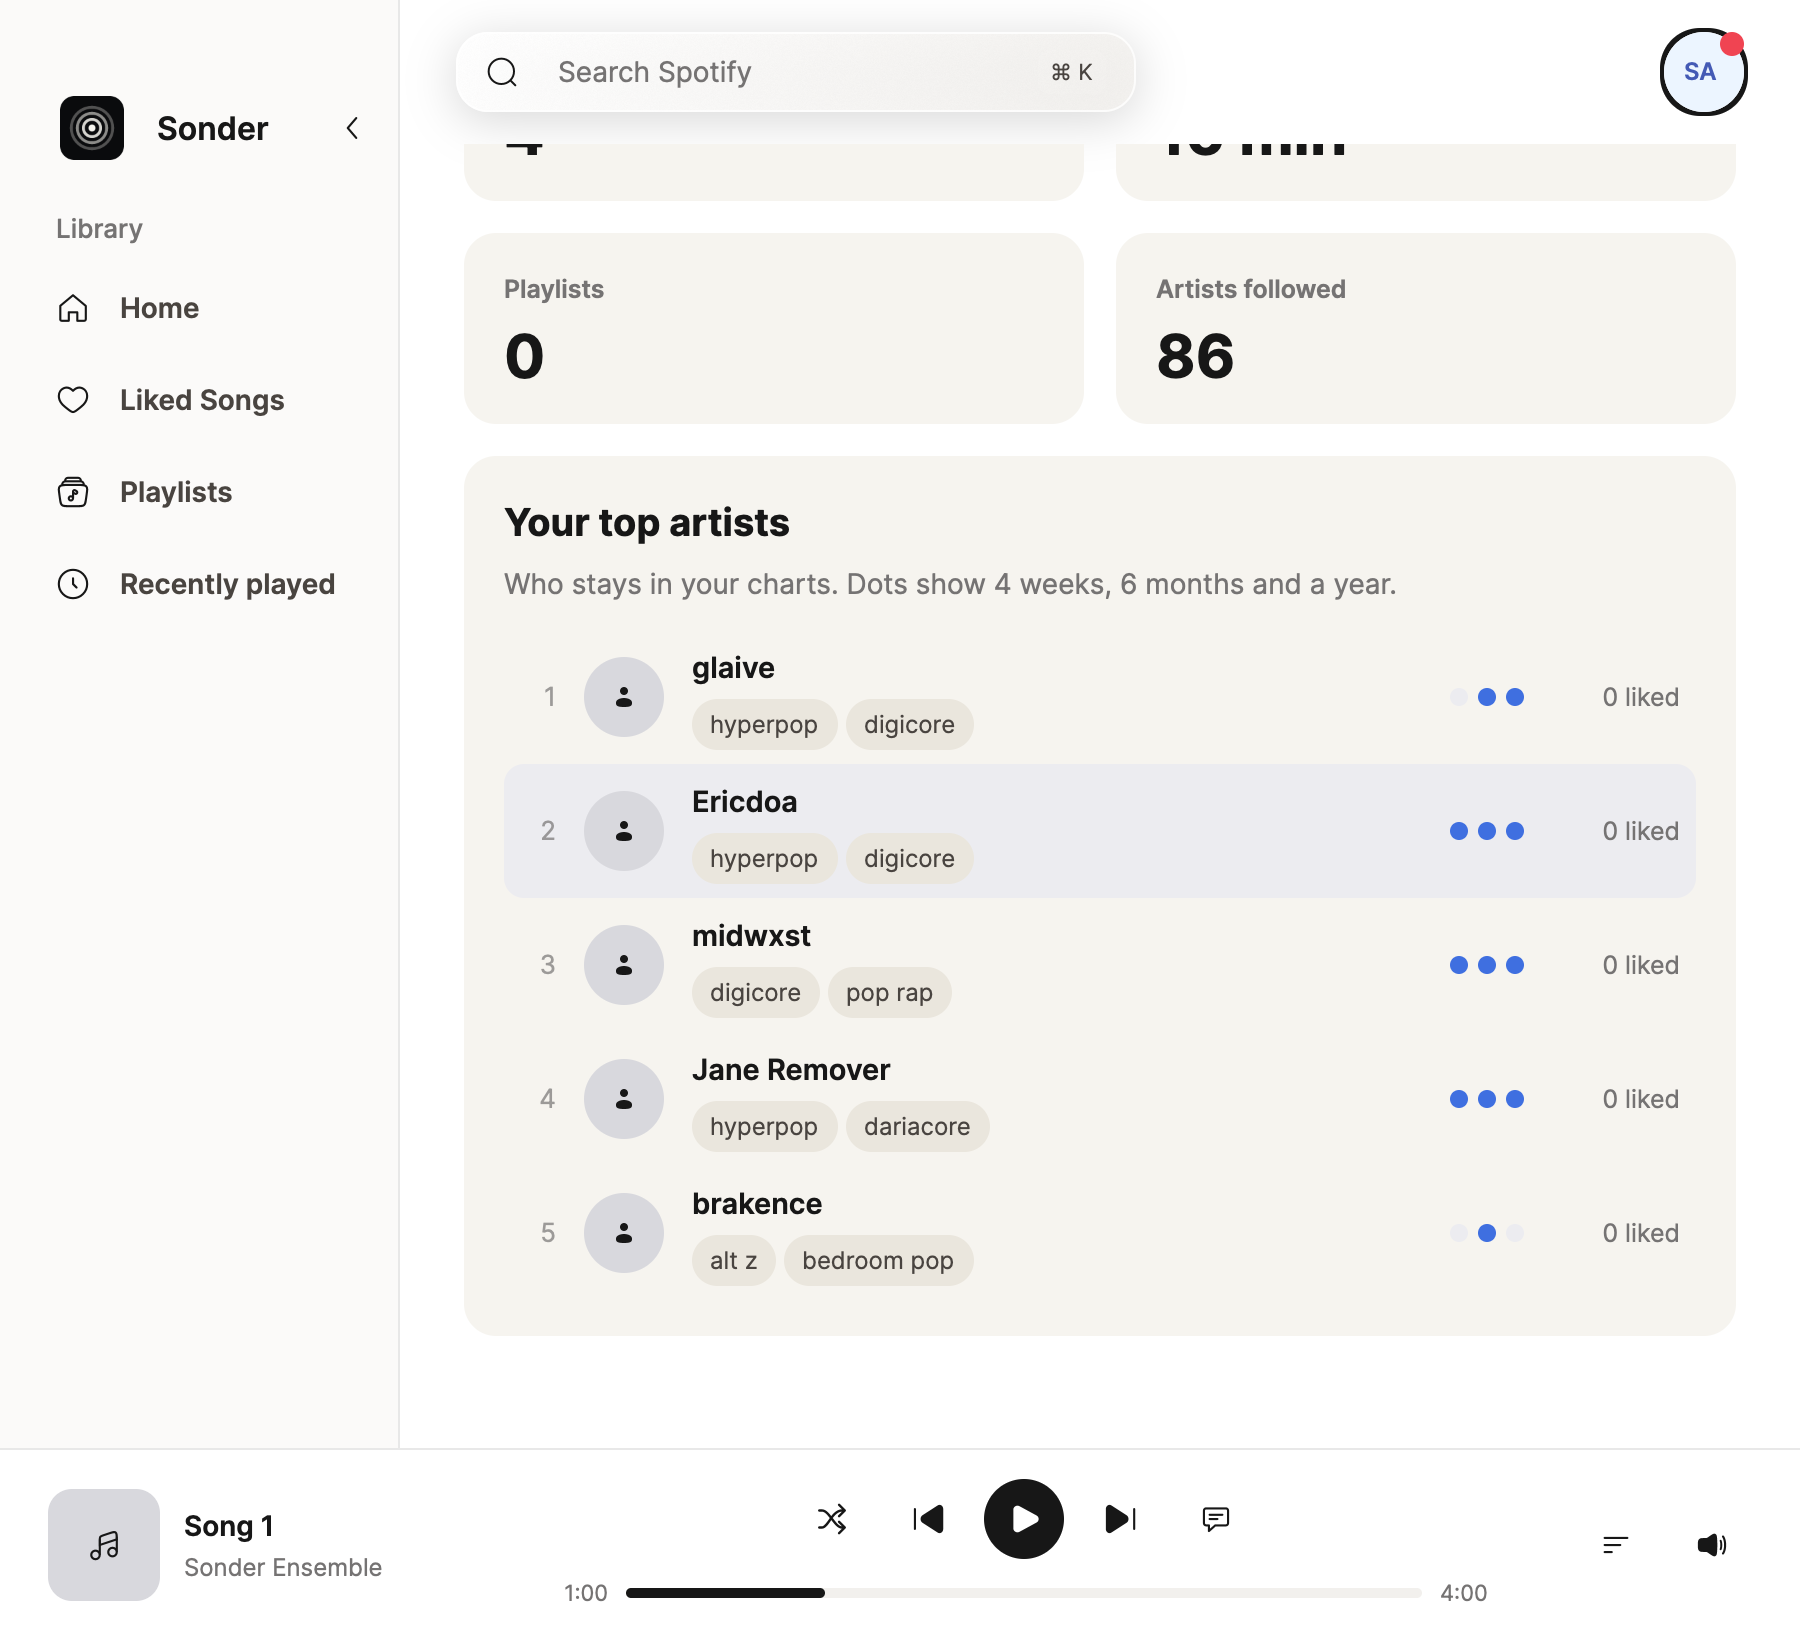 Search Spotify ⌘ K
SA
Sonder
Library
Home
Liked Songs
Playlists
Recently played
Playlists
0
Artists followed
86
Your top artists
Who stays in your charts. Dots show 4 weeks, 6 months and a year.
1 glaive
hyperpop digicore
0 liked
2 Ericdoa
hyperpop digicore
0 liked
3 midwxst
digicore pop rap
0 liked
4 Jane Remover
hyperpop dariacore
0 liked
5 brakence
alt z bedroom pop
0 liked
Song 1
Sonder Ensemble
1:00
4:00